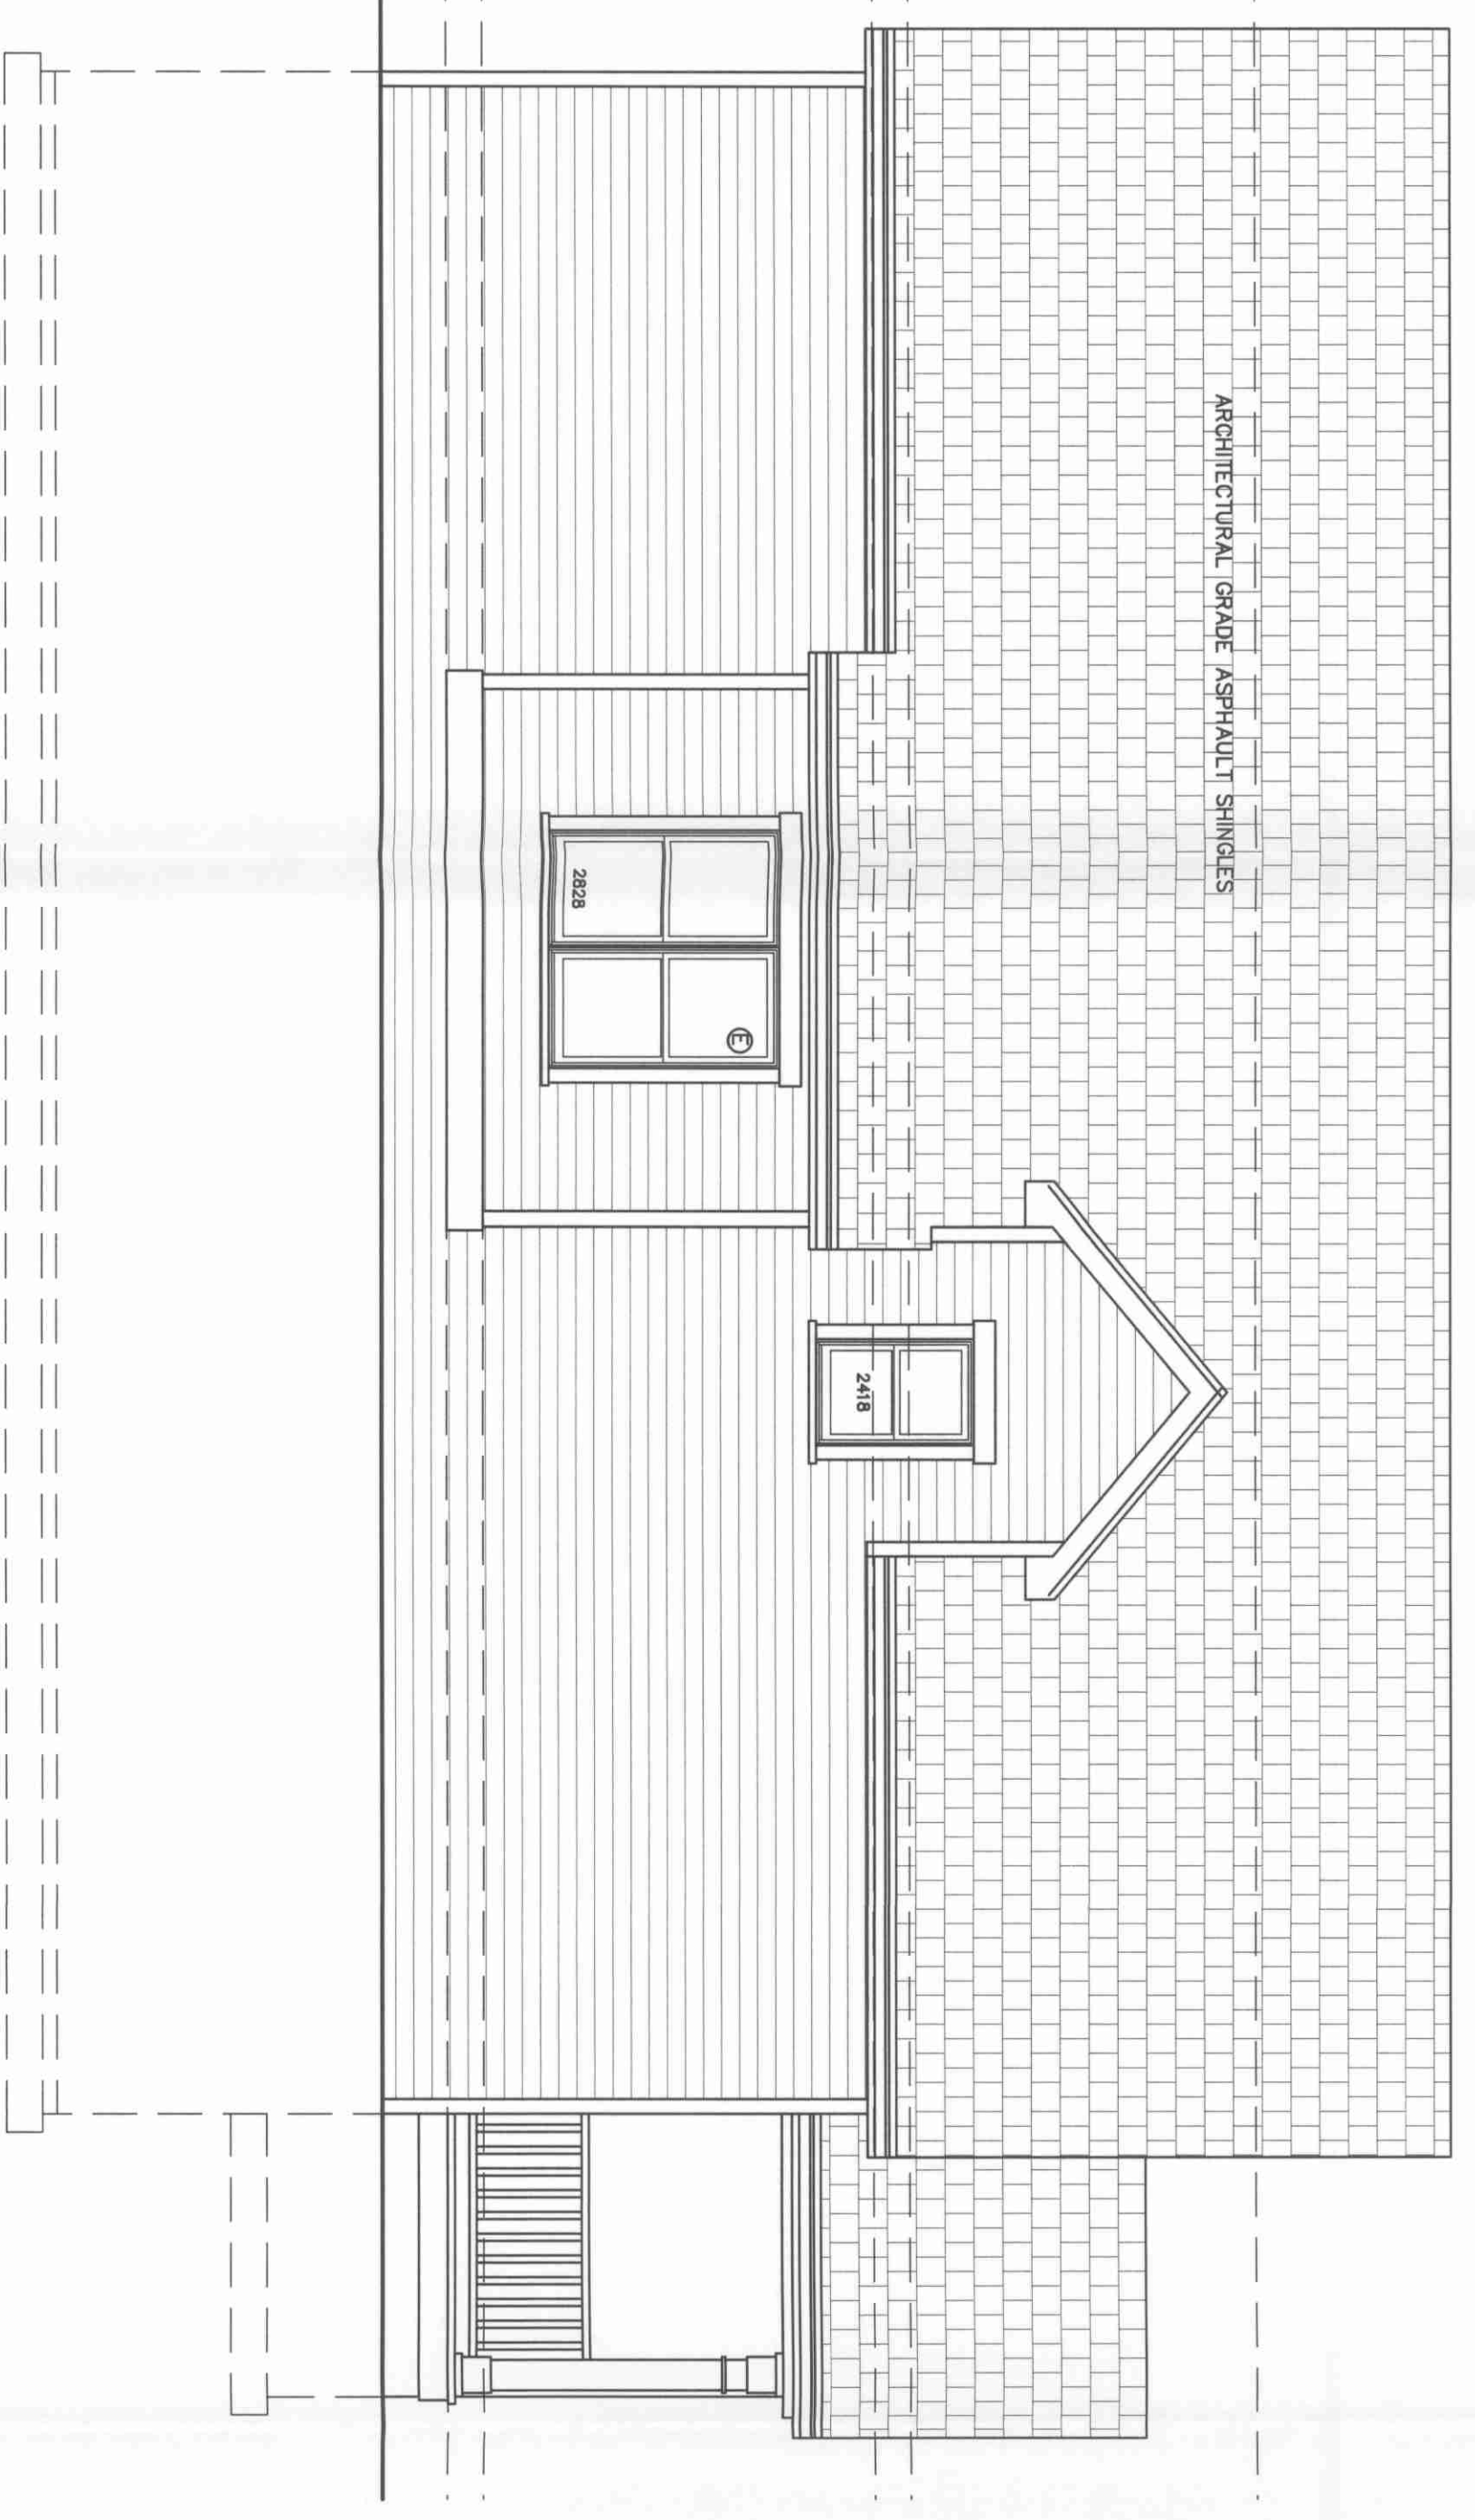 ARCHITECTURAL GRADE ASPHAULT SHINGLES
2418
E
2828